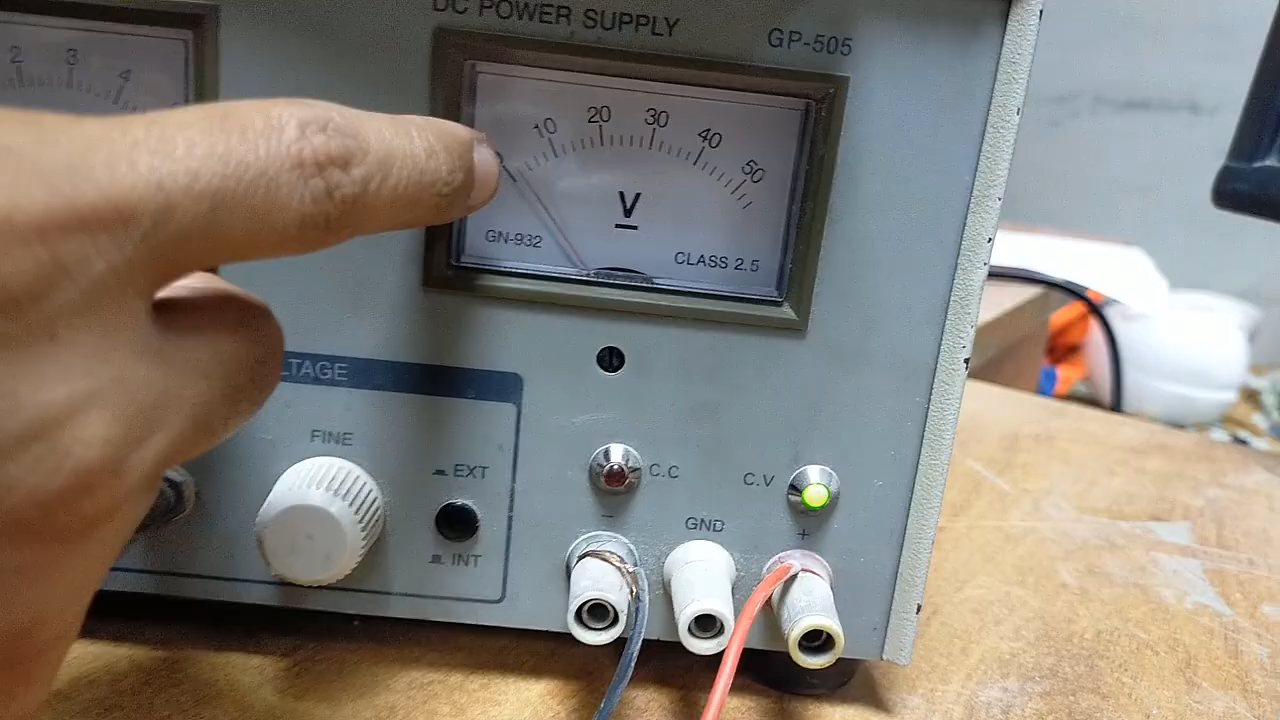 DC POWER SUPPLY
GP-505
2 3 4
10 20 30 40 50
V
GN-932
CLASS 2.5
LTAGE
FINE
EXT
INT
C.C
C.V
-
GND
+